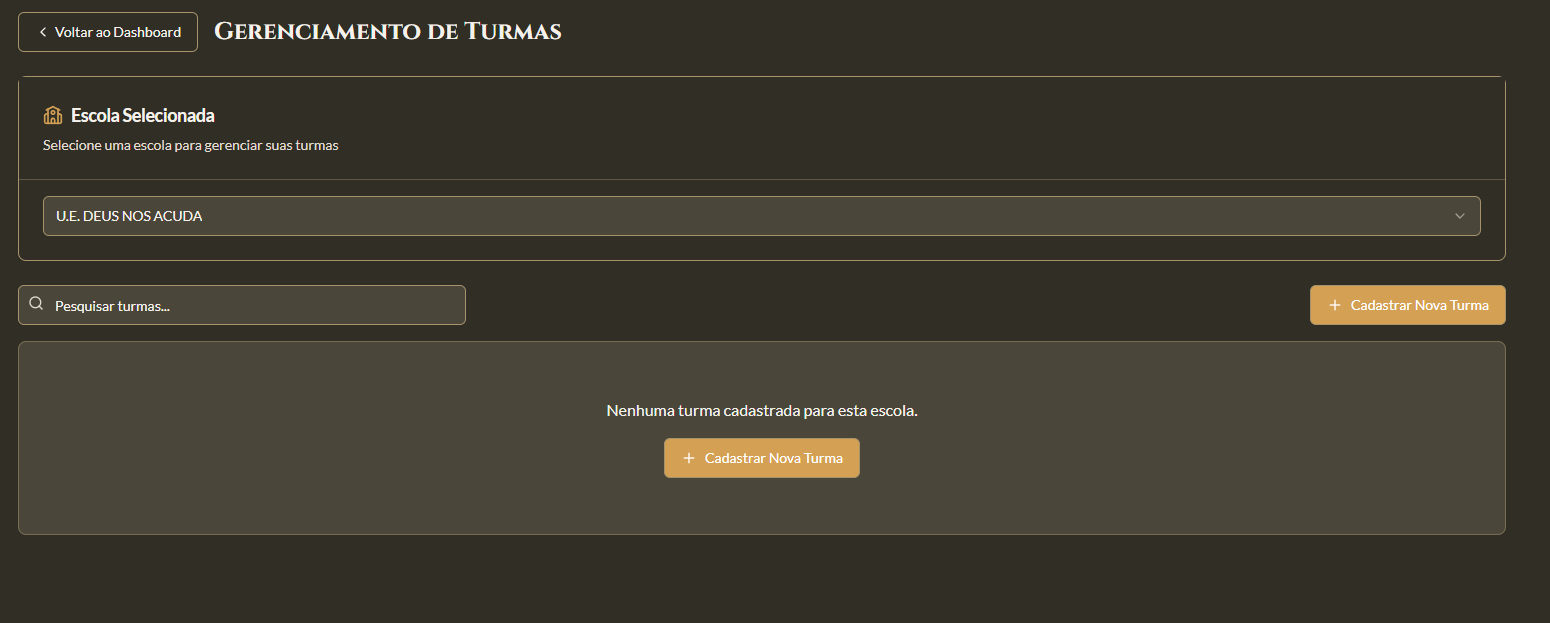 Voltar ao Dashboard
Gerenciamento de Turmas
Escola Selecionada
Selecione uma escola para gerenciar suas turmas
U.E. DEUS NOS ACUDA
Pesquisar turmas...
Cadastrar Nova Turma
Nenhuma turma cadastrada para esta escola.
Cadastrar Nova Turma